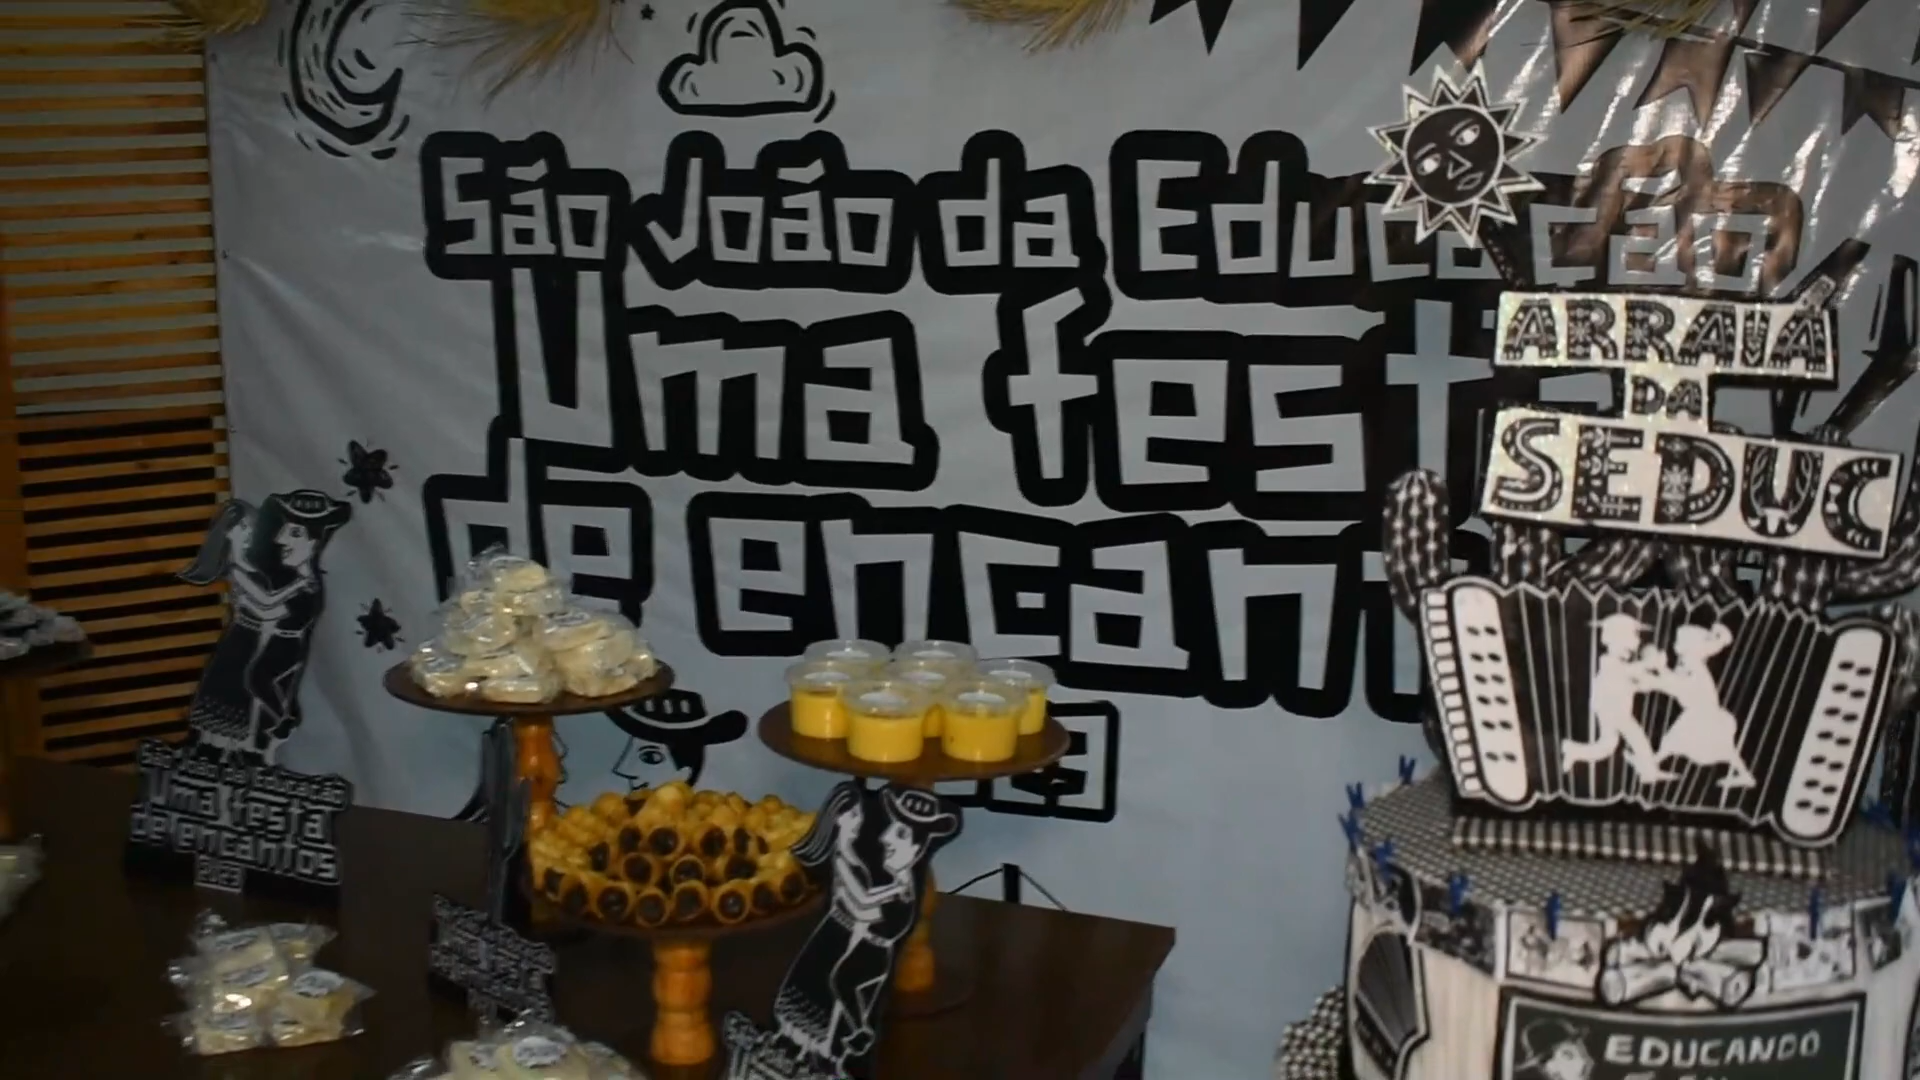 São João da Educação
Uma festa
de encant
ARRAIÁ
DA
SEDUC
São João da Educação
Uma festa
de encantos
2023
EDUCANDO